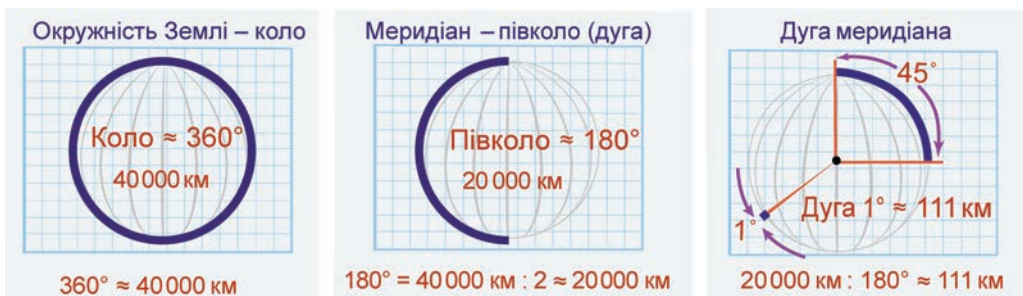 Окружність Землі – коло
Коло ≈ 360°
40 000 км
360° ≈ 40 000 км
Меридіан – півколо (дуга)
Півколо ≈ 180°
20 000 км
180° = 40 000 км : 2 ≈ 20 000 км
Дуга меридіана
45°
Дуга 1° ≈ 111 км
1°
20 000 км : 180° ≈ 111 км